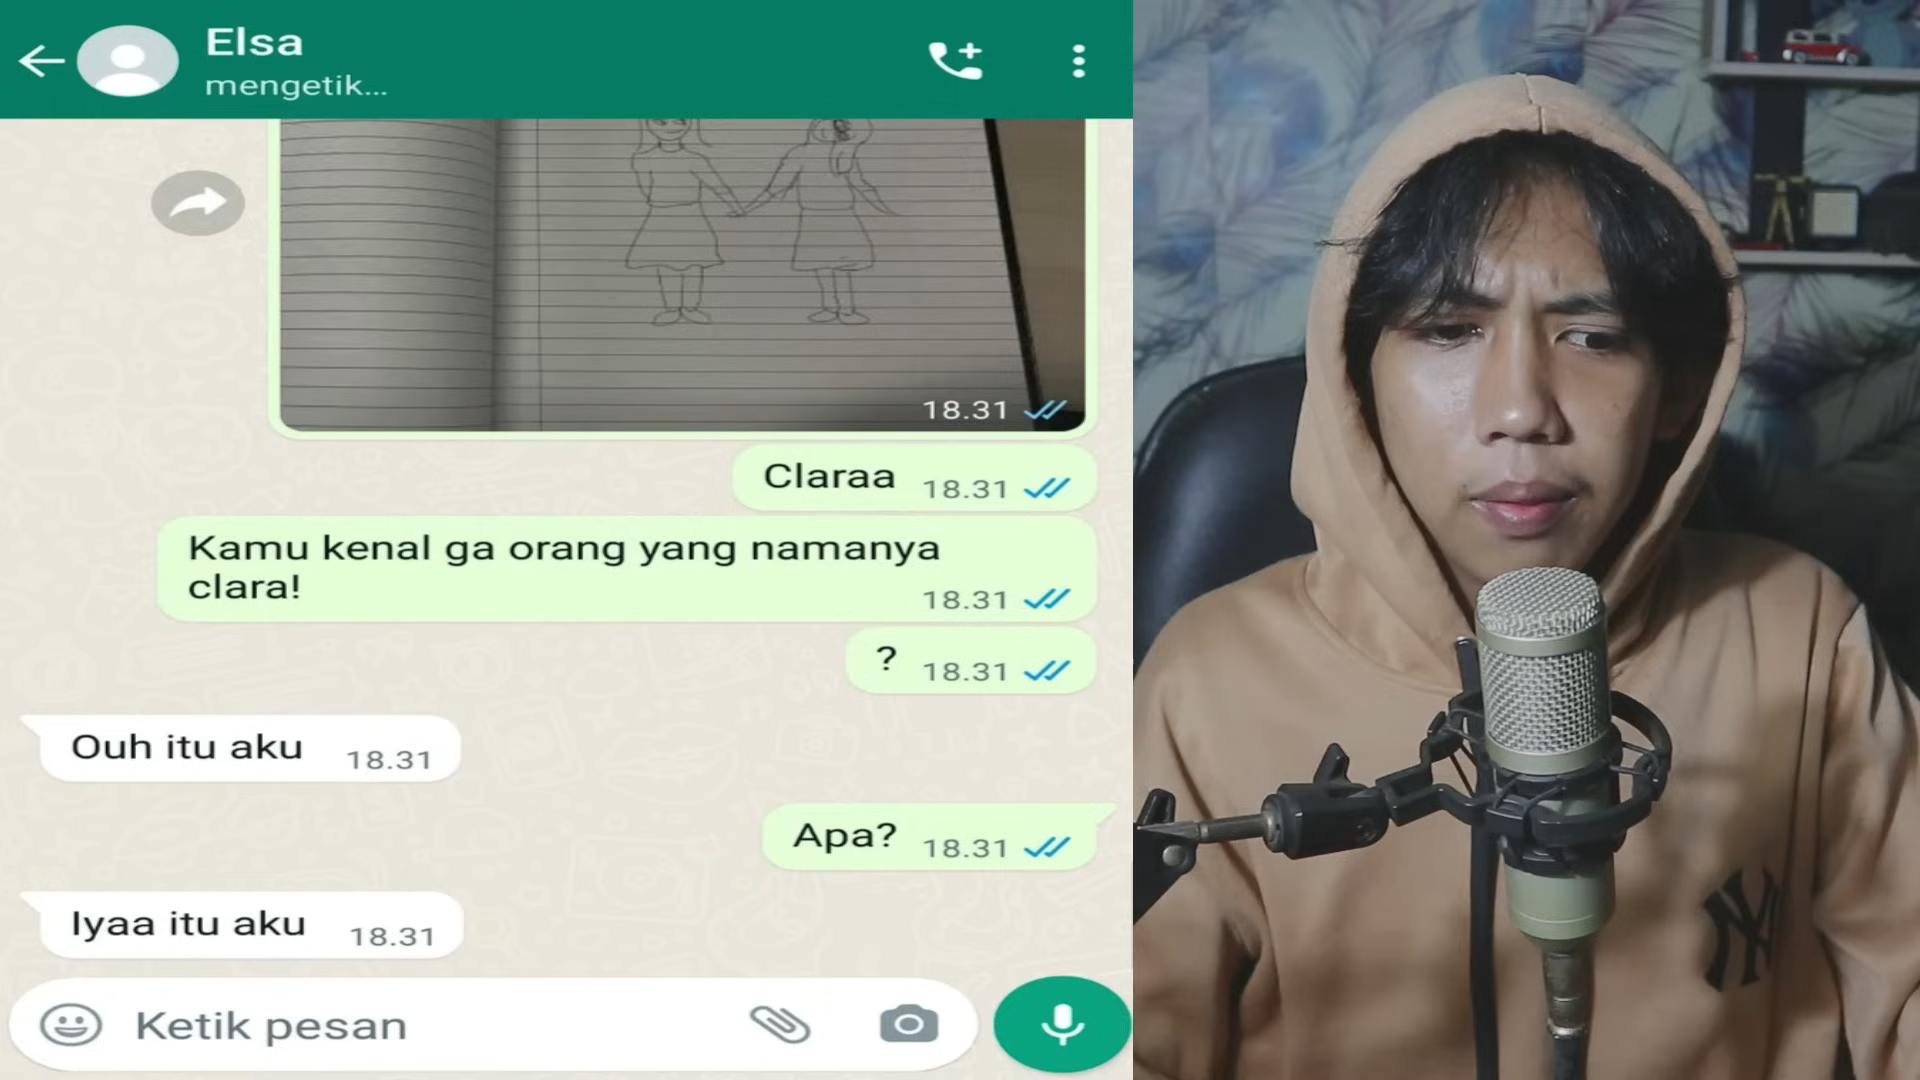 Elsa
mengetik...
18.31
Claraa 18.31
Kamu kenal ga orang yang namanya
clara! 18.31
? 18.31
Ouh itu aku 18.31
Apa? 18.31
Iyaa itu aku 18.31
Ketik pesan
NY